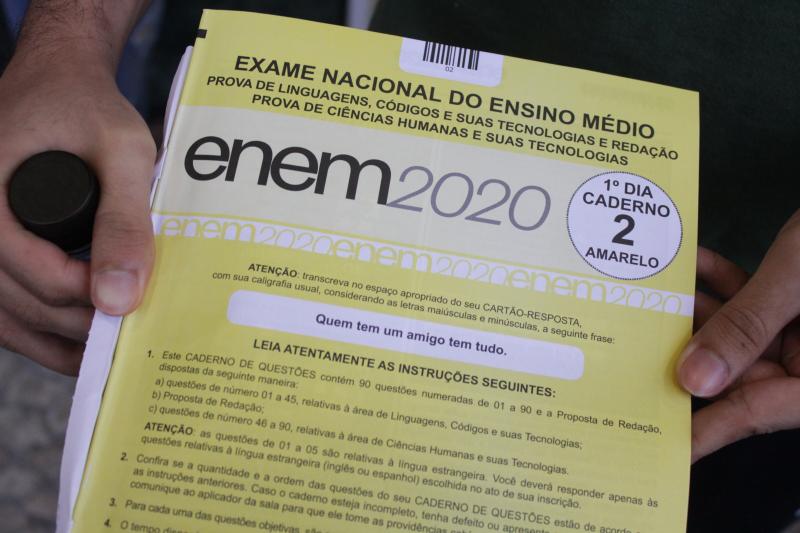 02
EXAME NACIONAL DO ENSINO MÉDIO
PROVA DE LINGUAGENS, CÓDIGOS E SUAS TECNOLOGIAS E REDAÇÃO
PROVA DE CIÊNCIAS HUMANAS E SUAS TECNOLOGIAS
enem2020
1º DIA
CADERNO
2
AMARELO
enem2020enem2020enem2020
ATENÇÃO: transcreva no espaço apropriado do seu CARTÃO-RESPOSTA,
com sua caligrafia usual, considerando as letras maiúsculas e minúsculas, a seguinte frase:
Quem tem um amigo tem tudo.
LEIA ATENTAMENTE AS INSTRUÇÕES SEGUINTES:
1. Este CADERNO DE QUESTÕES contém 90 questões numeradas de 01 a 90 e a Proposta de Redação,
dispostas da seguinte maneira:
a) questões de número 01 a 45, relativas à área de Linguagens, Códigos e suas Tecnologias;
b) Proposta de Redação;
c) questões de número 46 a 90, relativas à área de Ciências Humanas e suas Tecnologias.
ATENÇÃO: as questões de 01 a 05 são relativas à língua estrangeira. Você deverá responder apenas às
questões relativas à língua estrangeira (inglês ou espanhol) escolhida no ato de sua inscrição.
2. Confira se a quantidade e a ordem das questões do seu CADERNO DE QUESTÕES estão de acordo
as instruções anteriores. Caso o caderno esteja incompleto, tenha defeito ou apresente
comunique ao aplicador da sala para que ele tome as providências
3. Para cada uma das questões objetivas, são
4. O tempo